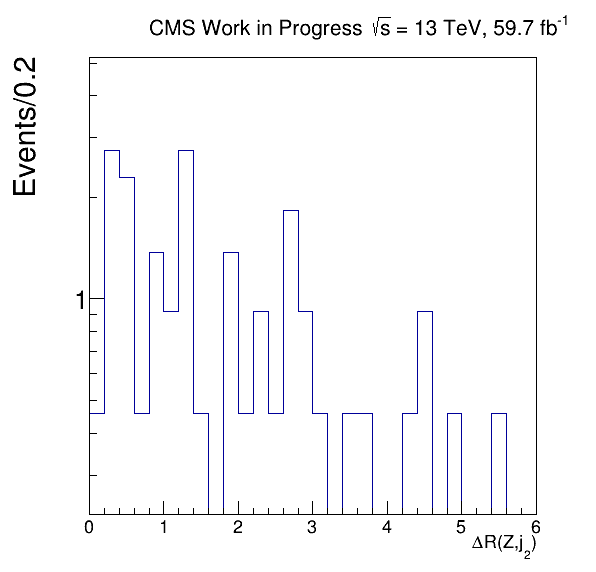 CMS Work in Progress √s = 13 TeV, 59.7 fb⁻¹
Events/0.2
1
0 1 2 3 4 5 6
ΔR(Z,j₂)